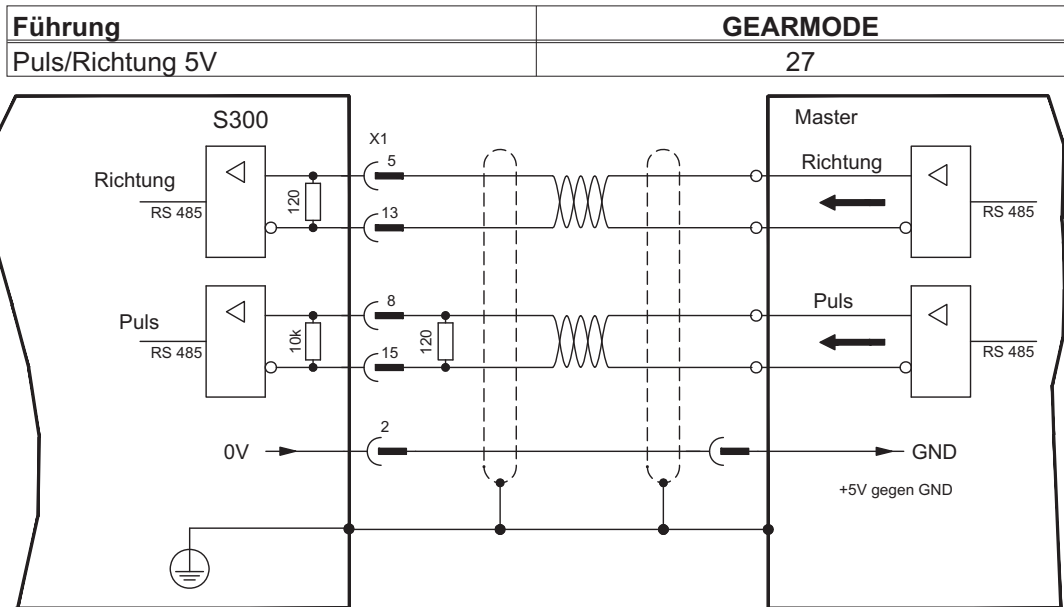 Führung GEARMODE
Puls/Richtung 5V 27
S300 Master
X1
Richtung 5 Richtung
RS 485 120 13 RS 485
Puls 8 Puls
RS 485 10k 15 120 RS 485
0V 2 GND
+5V gegen GND